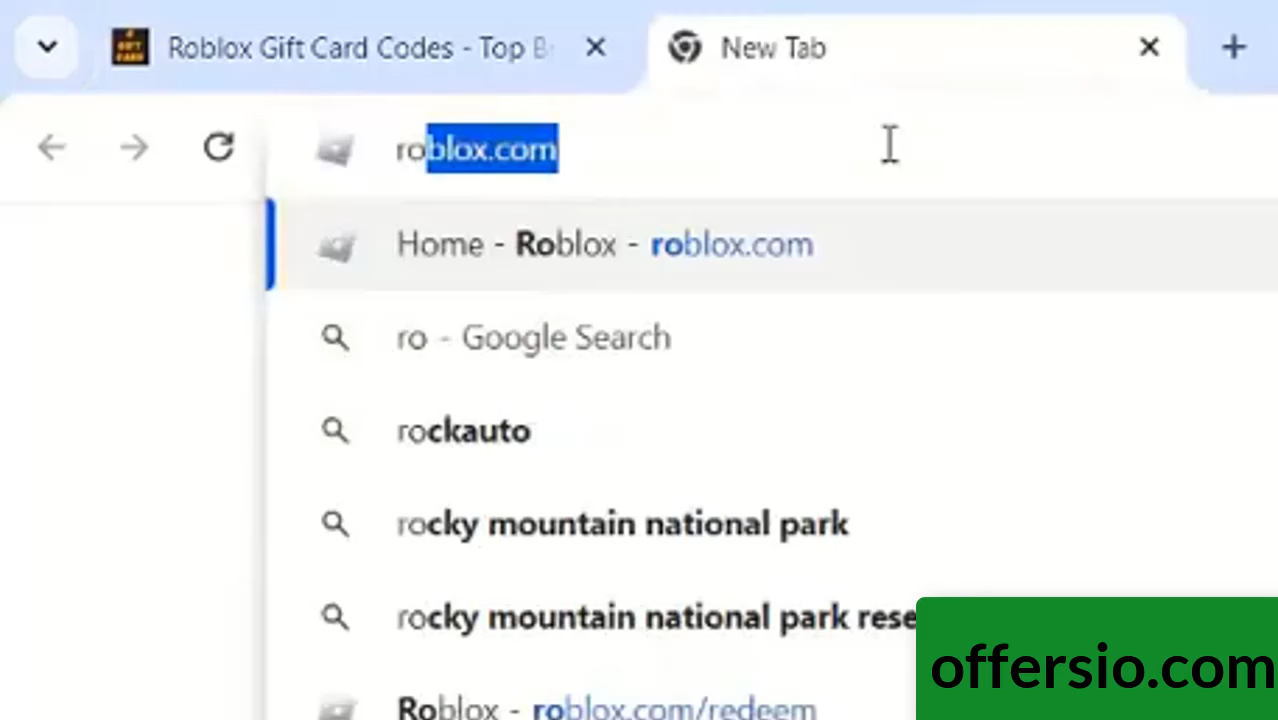 Roblox Gift Card Codes - Top B
New Tab
roblox.com
Home - Roblox - roblox.com
ro - Google Search
rockauto
rocky mountain national park
rocky mountain national park rese
offersio.com
Roblox - roblox.com/redeem